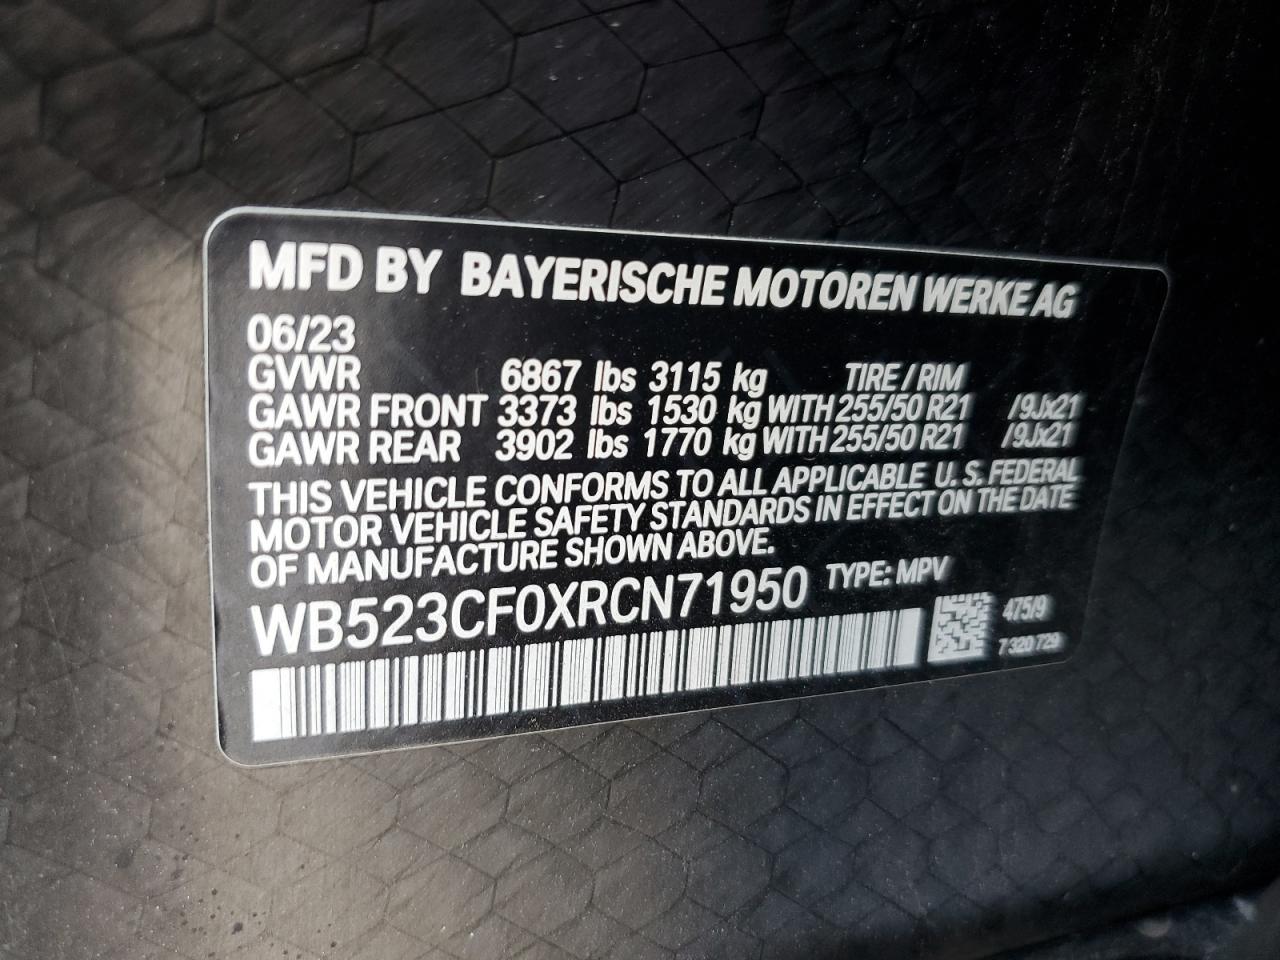 MFD BY BAYERISCHE MOTOREN WERKE AG
06/23
GVWR 6867 lbs 3115 kg TIRE / RIM
GAWR FRONT 3373 lbs 1530 kg WITH 255/50 R21 /9Jx21
GAWR REAR 3902 lbs 1770 kg WITH 255/50 R21 /9Jx21
THIS VEHICLE CONFORMS TO ALL APPLICABLE U. S. FEDERAL
MOTOR VEHICLE SAFETY STANDARDS IN EFFECT ON THE DATE
OF MANUFACTURE SHOWN ABOVE.
WB523CF0XRCN71950 TYPE: MPV
475/9
7 320 729